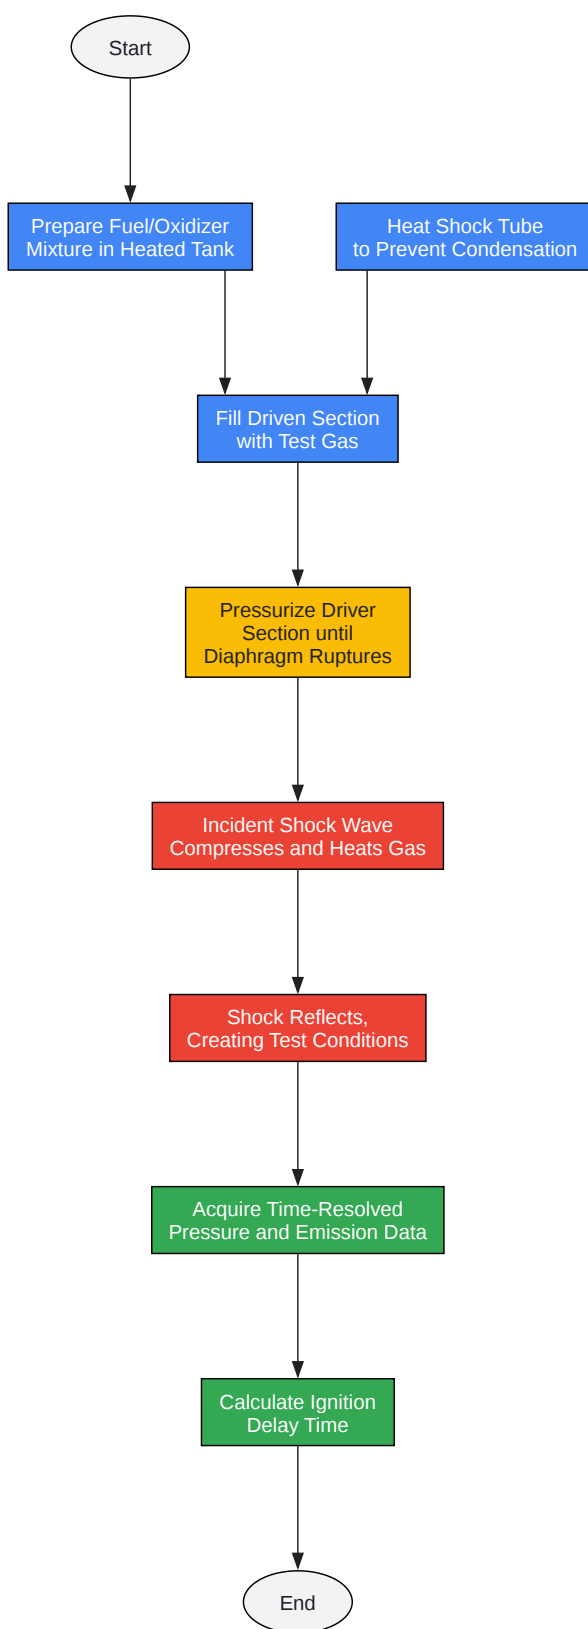 Start
Prepare Fuel/Oxidizer
Mixture in Heated Tank
Heat Shock Tube
to Prevent Condensation
Fill Driven Section
with Test Gas
Pressurize Driver
Section until
Diaphragm Ruptures
Incident Shock Wave
Compresses and Heats Gas
Shock Reflects,
Creating Test Conditions
Acquire Time-Resolved
Pressure and Emission Data
Calculate Ignition
Delay Time
End